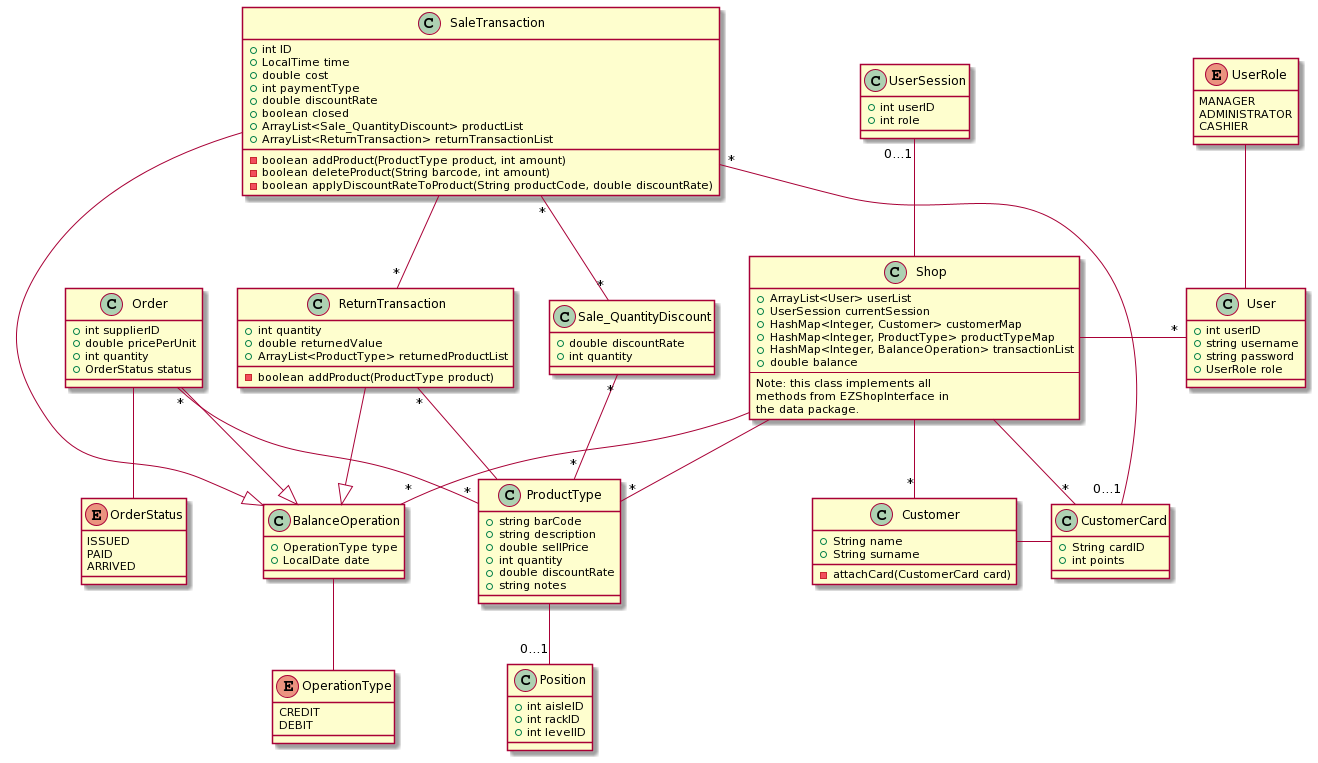 C SaleTransaction
int ID
LocalTime time
double cost
int paymentType
double discountRate
boolean closed
ArrayList<Sale_QuantityDiscount> productList
ArrayList<ReturnTransaction> returnTransactionList
boolean addProduct(ProductType product, int amount)
boolean deleteProduct(String barcode, int amount)
boolean applyDiscountRateToProduct(String productCode, double discountRate)
C UserSession
int userID
int role
E UserRole
MANAGER
ADMINISTRATOR
CASHIER
0...1
*
*
*
*
C Order
int supplierID
double pricePerUnit
int quantity
OrderStatus status
C ReturnTransaction
int quantity
double returnedValue
ArrayList<ProductType> returnedProductList
boolean addProduct(ProductType product)
C Sale_QuantityDiscount
double discountRate
int quantity
C Shop
ArrayList<User> userList
UserSession currentSession
HashMap<Integer, Customer> customerMap
HashMap<Integer, ProductType> productTypeMap
HashMap<Integer, BalanceOperation> transactionList
double balance
Note: this class implements all
methods from EZShopInterface in
the data package.
*
C User
int userID
string username
string password
UserRole role
*
*
*
*
*
*
*
*
*
0...1
E OrderStatus
ISSUED
PAID
ARRIVED
C BalanceOperation
OperationType type
LocalDate date
C ProductType
string barCode
string description
double sellPrice
int quantity
double discountRate
string notes
C Customer
String name
String surname
attachCard(CustomerCard card)
C CustomerCard
String cardID
int points
0...1
E OperationType
CREDIT
DEBIT
C Position
int aisleID
int rackID
int levelID